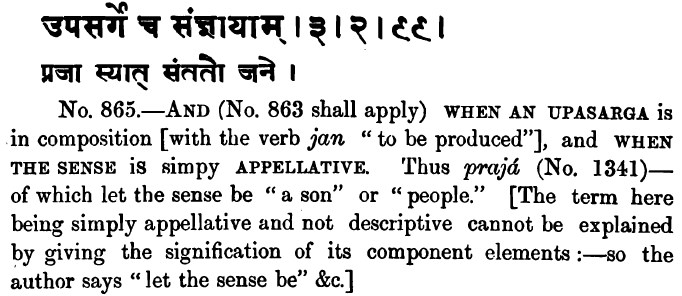 उपसर्गे च संज्ञायाम् । ३ । २ । ९९ ।
प्रजा स्यात् संततौ जने ।
No. 865.—AND (No. 863 shall apply) WHEN AN UPASARGA is
in composition [with the verb jan “to be produced”], and WHEN
THE SENSE IS simpy APPELLATIVE. Thus prajá (No. 1341)—
of which let the sense be “a son” or “people.” [The term here
being simply appellative and not descriptive cannot be explained
by giving the signification of its component elements :—so the
author says “let the sense be” &c.]